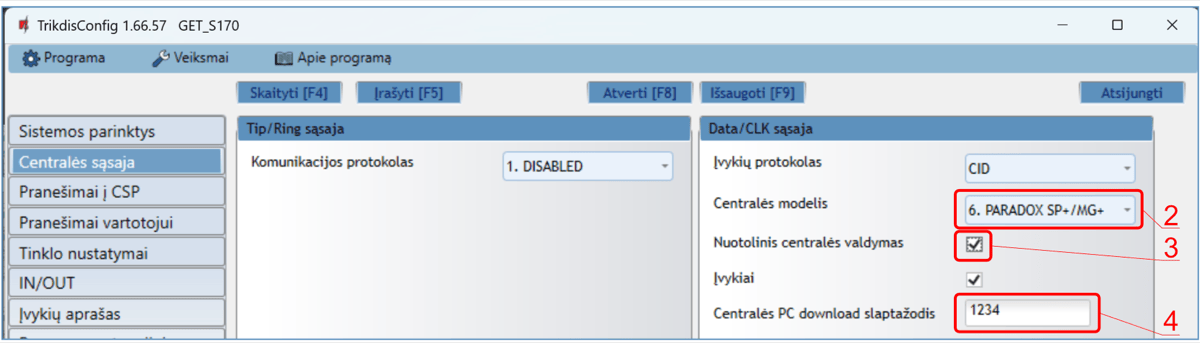 TrikdisConfig 1.66.57 GET_S170
Programa Veiksmai Apie programą
Skaityti [F4] Įrašyti [F5] Atverti [F8] Išsaugoti [F9] Atsijungti
Sistemos parinktys
Centralės sąsaja
Pranešimai į CSP
Pranešimai vartotojui
Tinklo nustatymai
IN/OUT
Įvykių aprašas
Tip/Ring sąsaja
Komunikacijos protokolas 1. DISABLED
Data/CLK sąsaja
Įvykių protokolas CID
Centralės modelis 6. PARADOX SP+/MG+ 2
Nuotolinis centralės valdymas 3
Įvykiai
Centralės PC download slaptažodis 1234 4